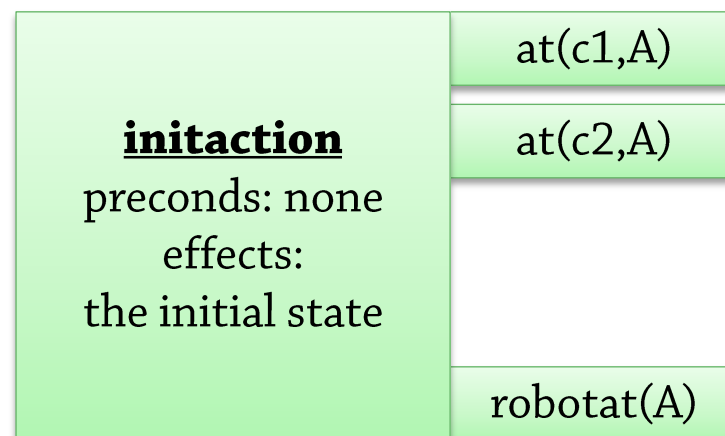 initaction
preconds: none
effects:
the initial state
at(c1,A)
at(c2,A)
robotat(A)